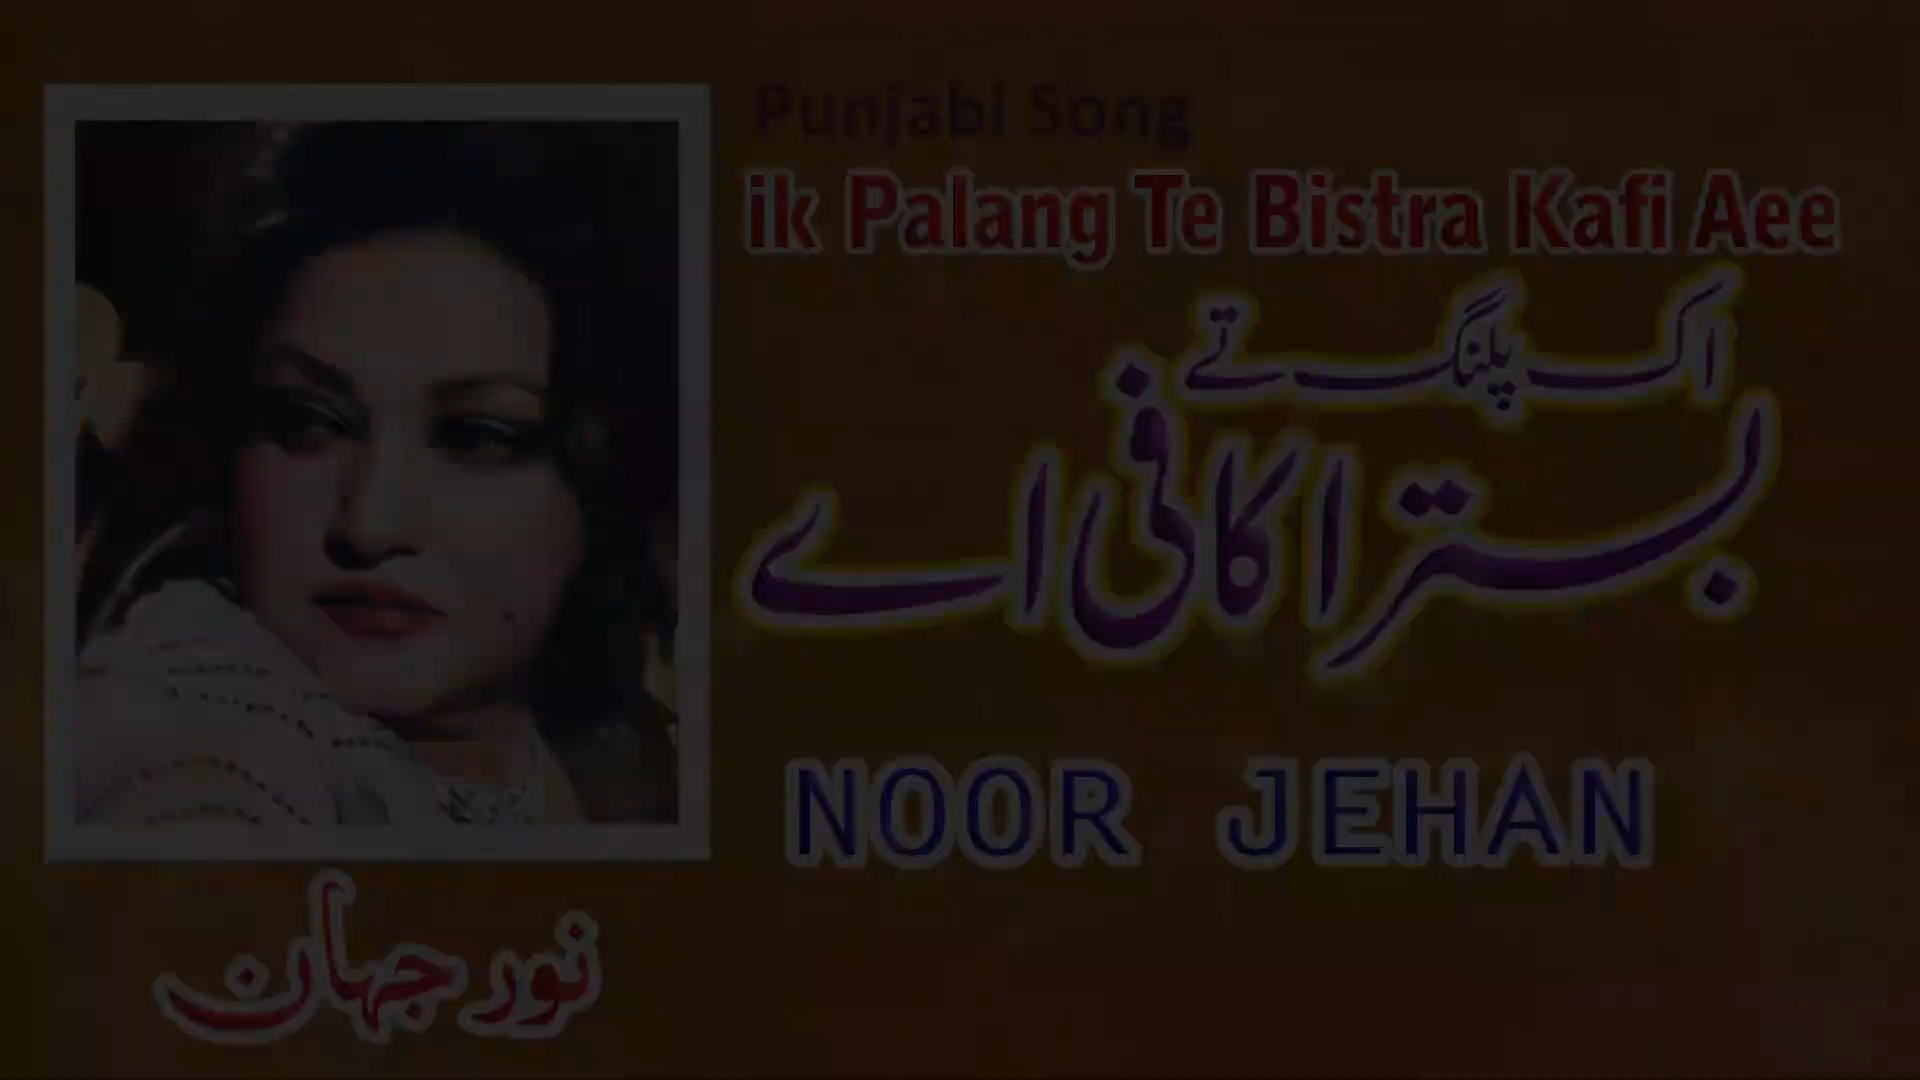 Punjabi Song
ik Palang Te Bistra Kafi Aee
اک پلنگ تے
بسترا کافی اے
NOOR JEHAN
نور جہان